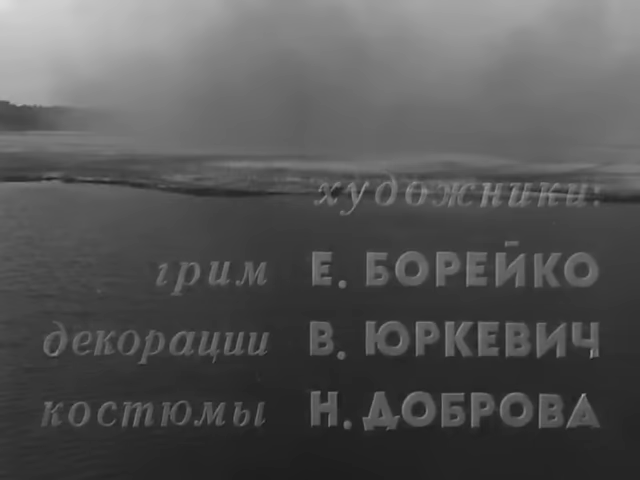 художники:
грим Е. БОРЕЙКО
декорации В. ЮРКЕВИЧ
костюмы Н. ДОБРОВА